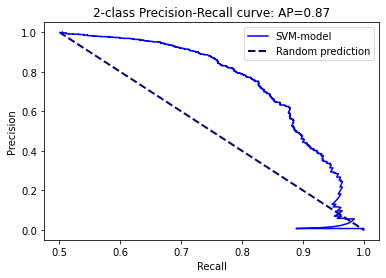 2-class Precision-Recall curve: AP=0.87
SVM-model
Random prediction
1.0
0.8
0.6
0.4
0.2
0.0
Precision
0.5
0.6
0.7
0.8
0.9
1.0
Recall